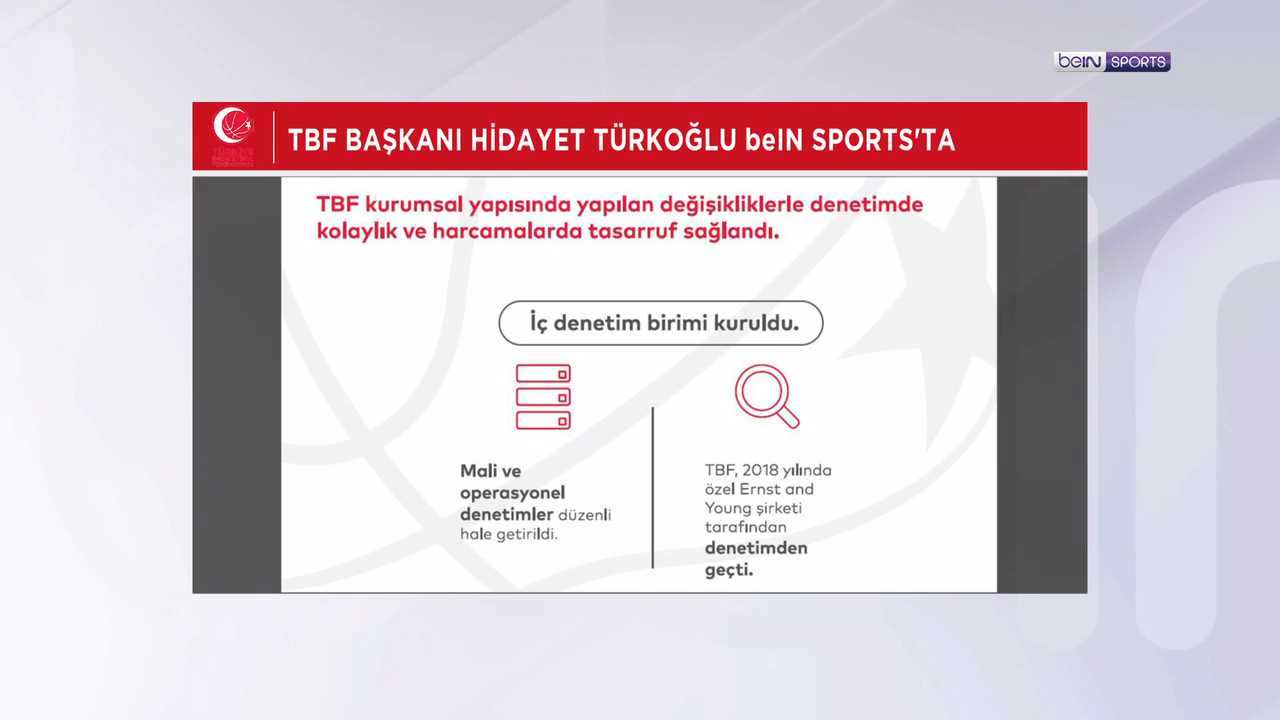 beIN SPORTS
TBF BAŞKANI HİDAYET TÜRKOĞLU beIN SPORTS'TA
TBF kurumsal yapısında yapılan değişikliklerle denetimde
kolaylık ve harcamalarda tasarruf sağlandı.
İç denetim birimi kuruldu.
Mali ve
operasyonel
denetimler düzenli
hale getirildi.
TBF, 2018 yılında
özel Ernst and
Young şirketi
tarafından
denetimden
geçti.